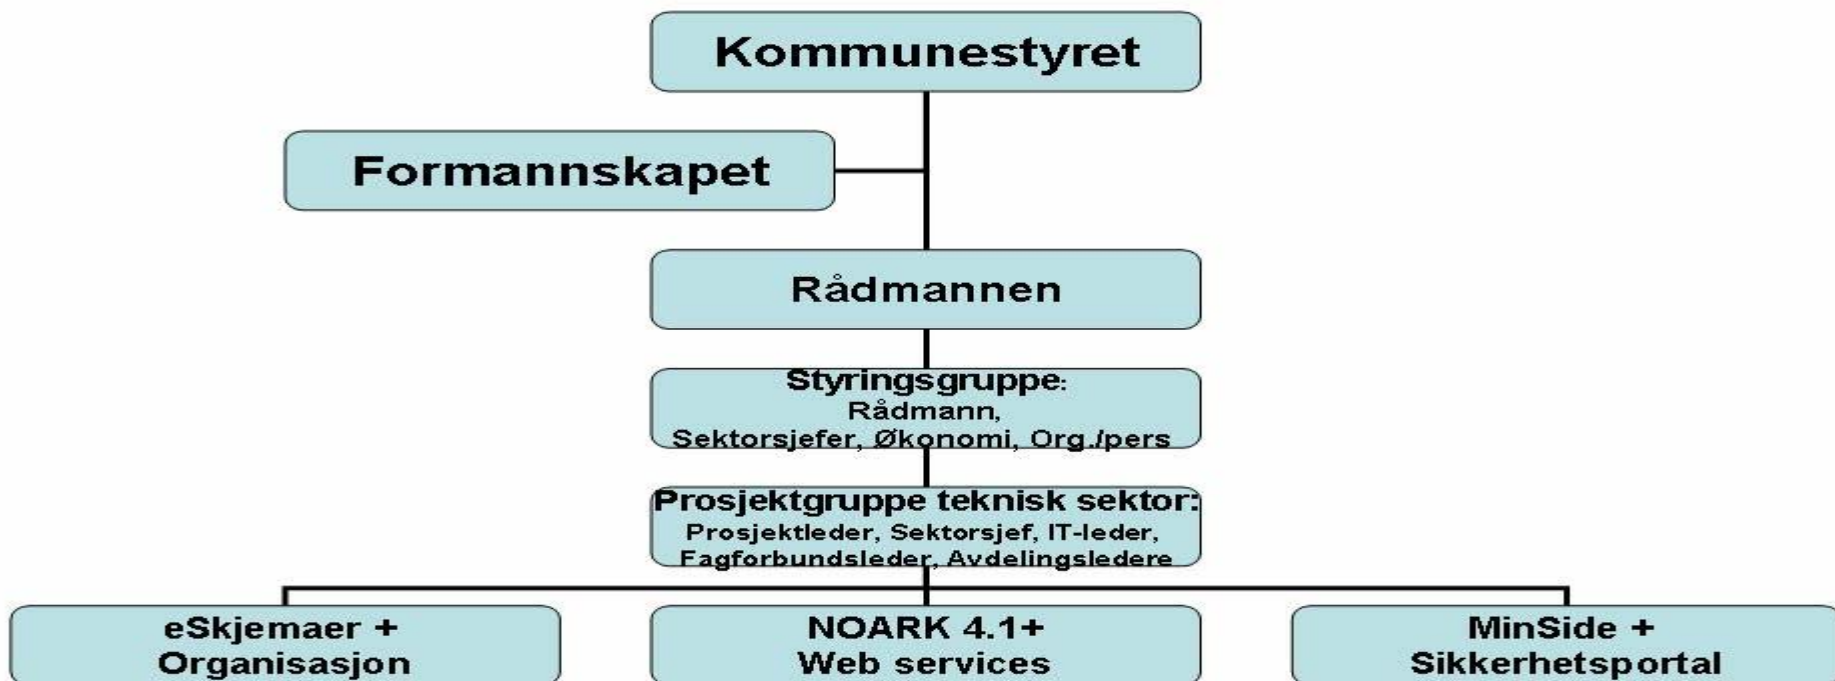 Kommunestyret
Formannskapet
Rådmannen
Styringsgruppe:
Rådmann,
Sektorsjefer, Økonomi, Org./pers
Prosjektgruppe teknisk sektor:
Prosjektleder, Sektorsjef, IT-leder,
Fagforbundsleder, Avdelingsledere
eSkjemaer +
Organisasjon
NOARK 4.1+
Web services
MinSide +
Sikkerhetsportal